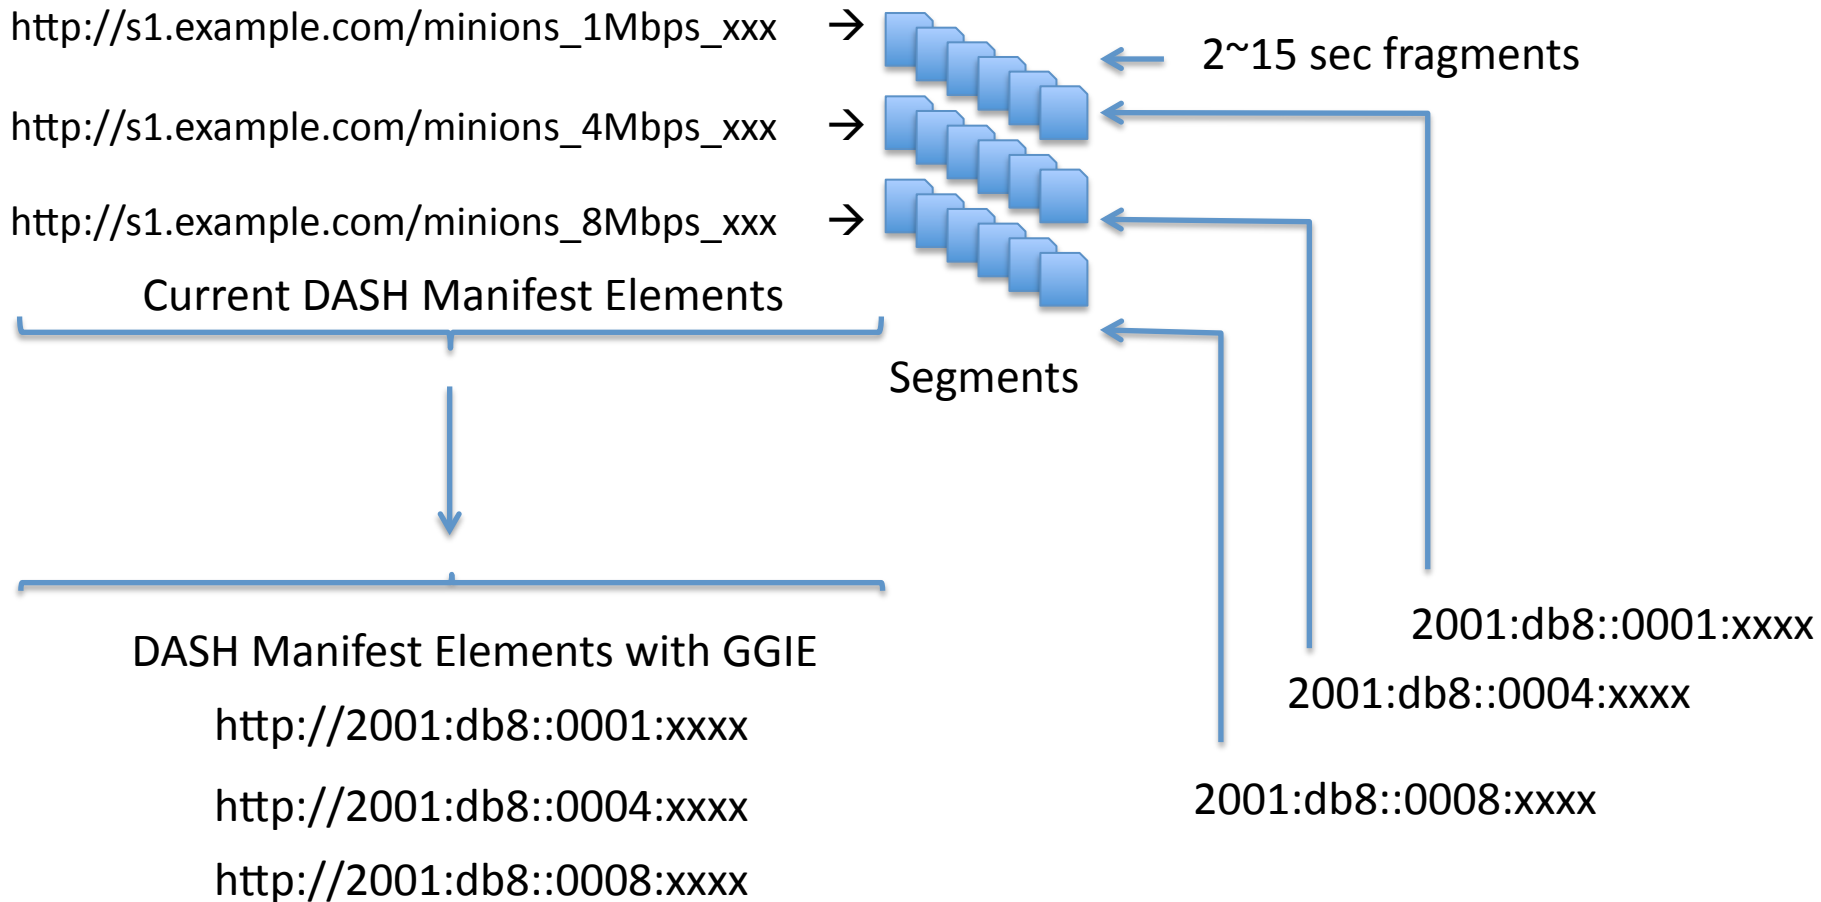 http://s1.example.com/minions_1Mbps_xxx →
2~15 sec fragments
http://s1.example.com/minions_4Mbps_xxx →
http://s1.example.com/minions_8Mbps_xxx →
Current DASH Manifest Elements
Segments
DASH Manifest Elements with GGIE
http://2001:db8::0001:xxxx
http://2001:db8::0004:xxxx
http://2001:db8::0008:xxxx
2001:db8::0001:xxxx
2001:db8::0004:xxxx
2001:db8::0008:xxxx